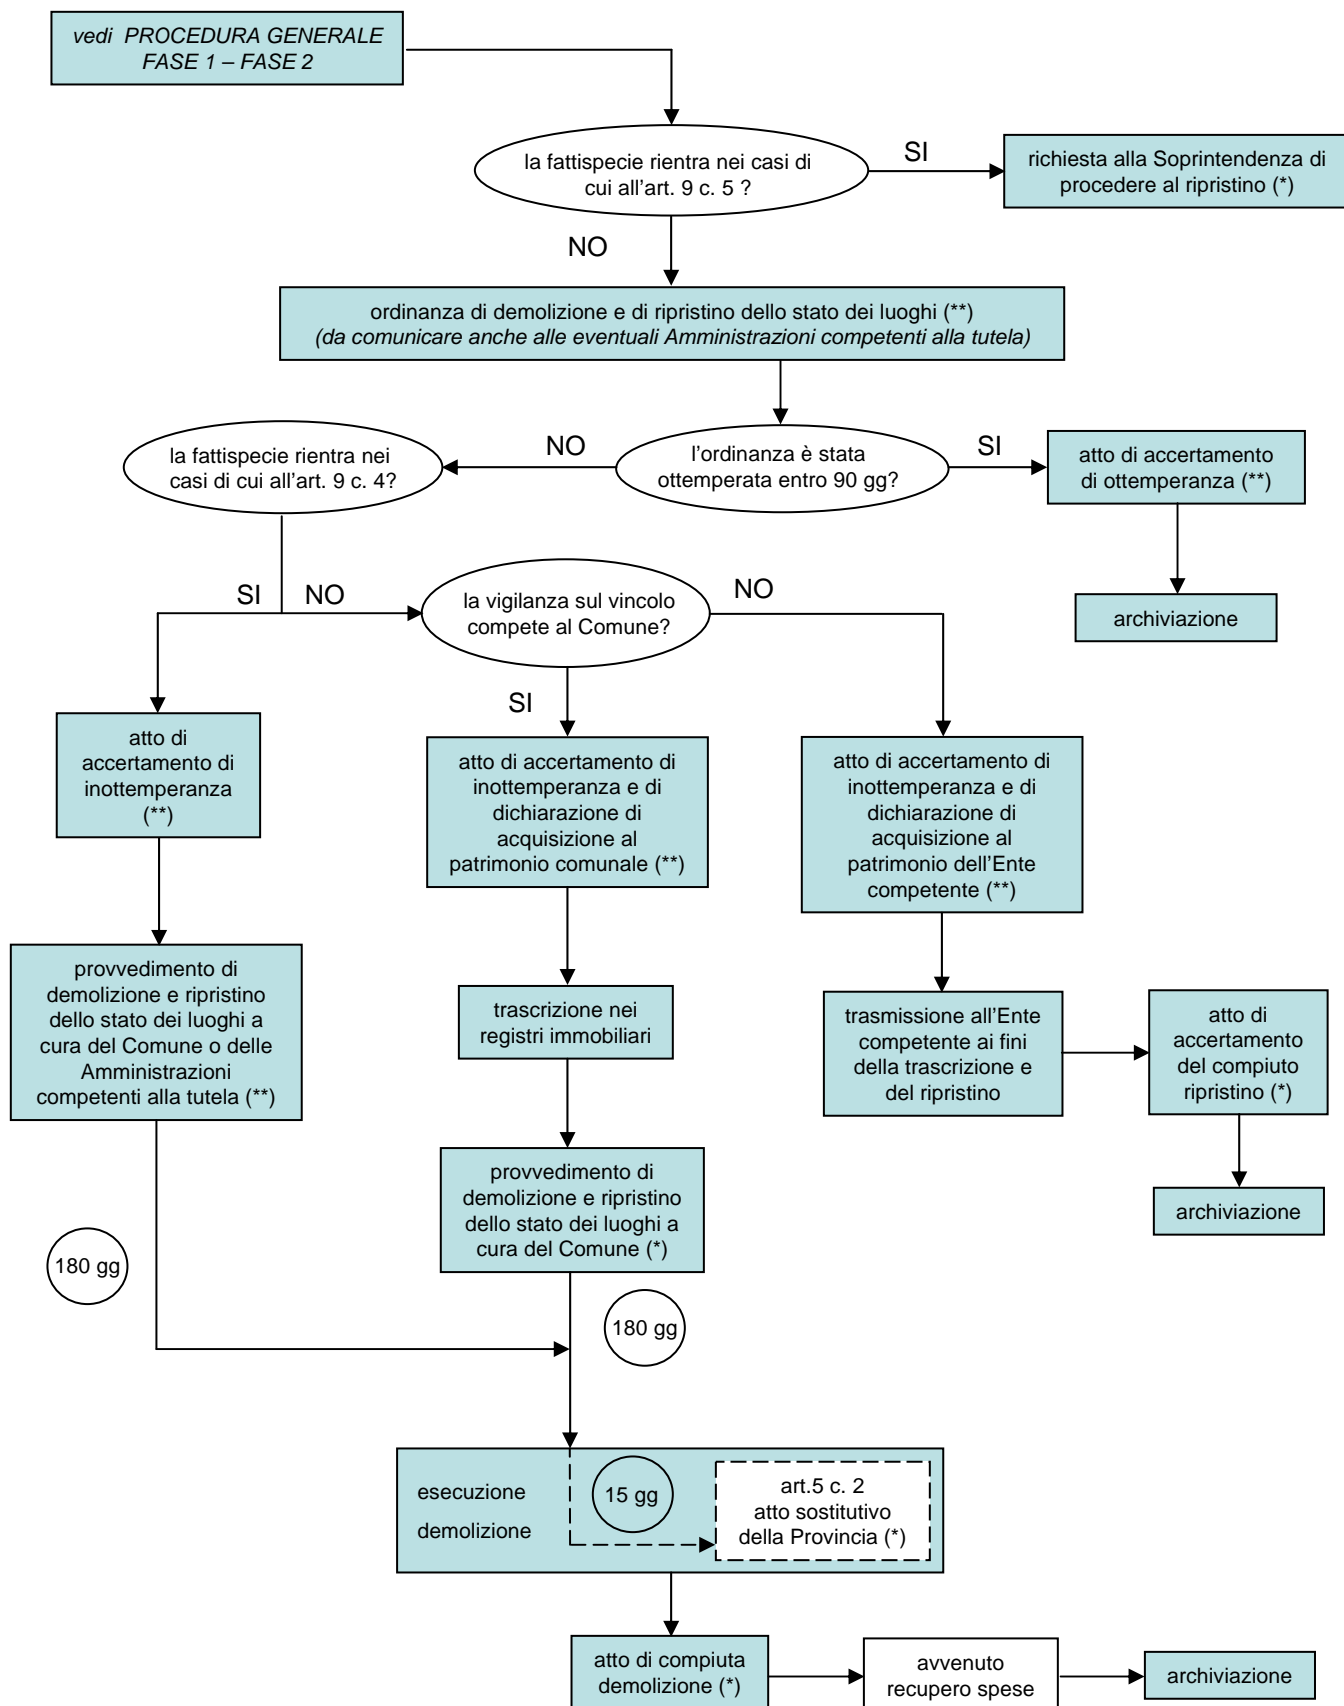 vedi PROCEDURA GENERALE
FASE 1 – FASE 2
la fattispecie rientra nei casi di
cui all'art. 9 c. 5 ?
SI
richiesta alla Soprintendenza di
procedere al ripristino (*)
NO
ordinanza di demolizione e di ripristino dello stato dei luoghi (**)
(da comunicare anche alle eventuali Amministrazioni competenti alla tutela)
la fattispecie rientra nei
casi di cui all'art. 9 c. 4?
NO
l'ordinanza è stata
ottemperata entro 90 gg?
SI
atto di accertamento
di ottemperanza (**)
archiviazione
SI
NO
la vigilanza sul vincolo
compete al Comune?
NO
SI
atto di
accertamento di
inottemperanza
(**)
atto di accertamento di
inottemperanza e di
dichiarazione di
acquisizione al
patrimonio comunale (**)
atto di accertamento di
inottemperanza e di
dichiarazione di
acquisizione al
patrimonio dell'Ente
competente (**)
provvedimento di
demolizione e ripristino
dello stato dei luoghi a
cura del Comune o delle
Amministrazioni
competenti alla tutela (**)
trascrizione nei
registri immobiliari
trasmissione all'Ente
competente ai fini
della trascrizione e
del ripristino
atto di
accertamento
del compiuto
ripristino (*)
archiviazione
provvedimento di
demolizione e ripristino
dello stato dei luoghi a
cura del Comune (*)
180 gg
180 gg
esecuzione
demolizione
15 gg
art.5 c. 2
atto sostitutivo
della Provincia (*)
atto di compiuta
demolizione (*)
avvenuto
recupero spese
archiviazione